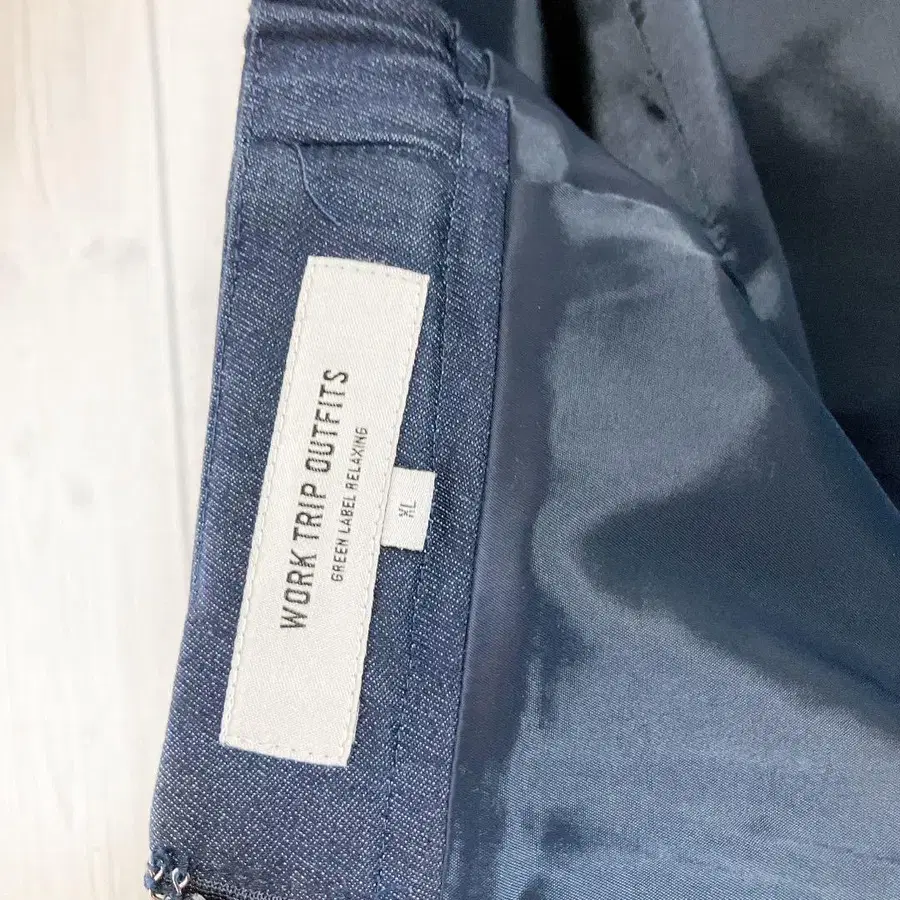 WORK TRIP OUTFITS
GREEN LABEL RELAXING
XL